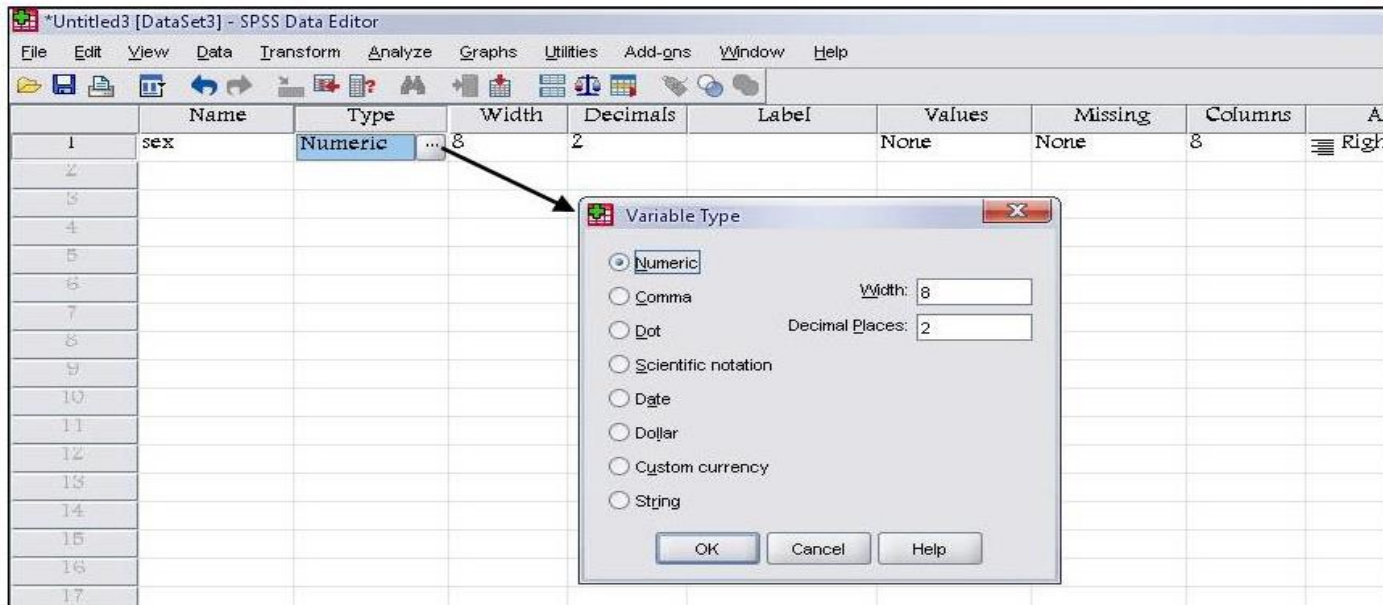 *Untitled3 [DataSet3] - SPSS Data Editor
File Edit View Data Transform Analyze Graphs Utilities Add-ons Window Help
Name Type Width Decimals Label Values Missing Columns A
1 sex Numeric ... 8 2 None None 8 Righ
2
3
4
5
6
7
8
9
10
11
12
13
14
15
16
17
Variable Type
Numeric
Comma
Dot
Scientific notation
Date
Dollar
Custom currency
String
Width: 8
Decimal Places: 2
OK Cancel Help